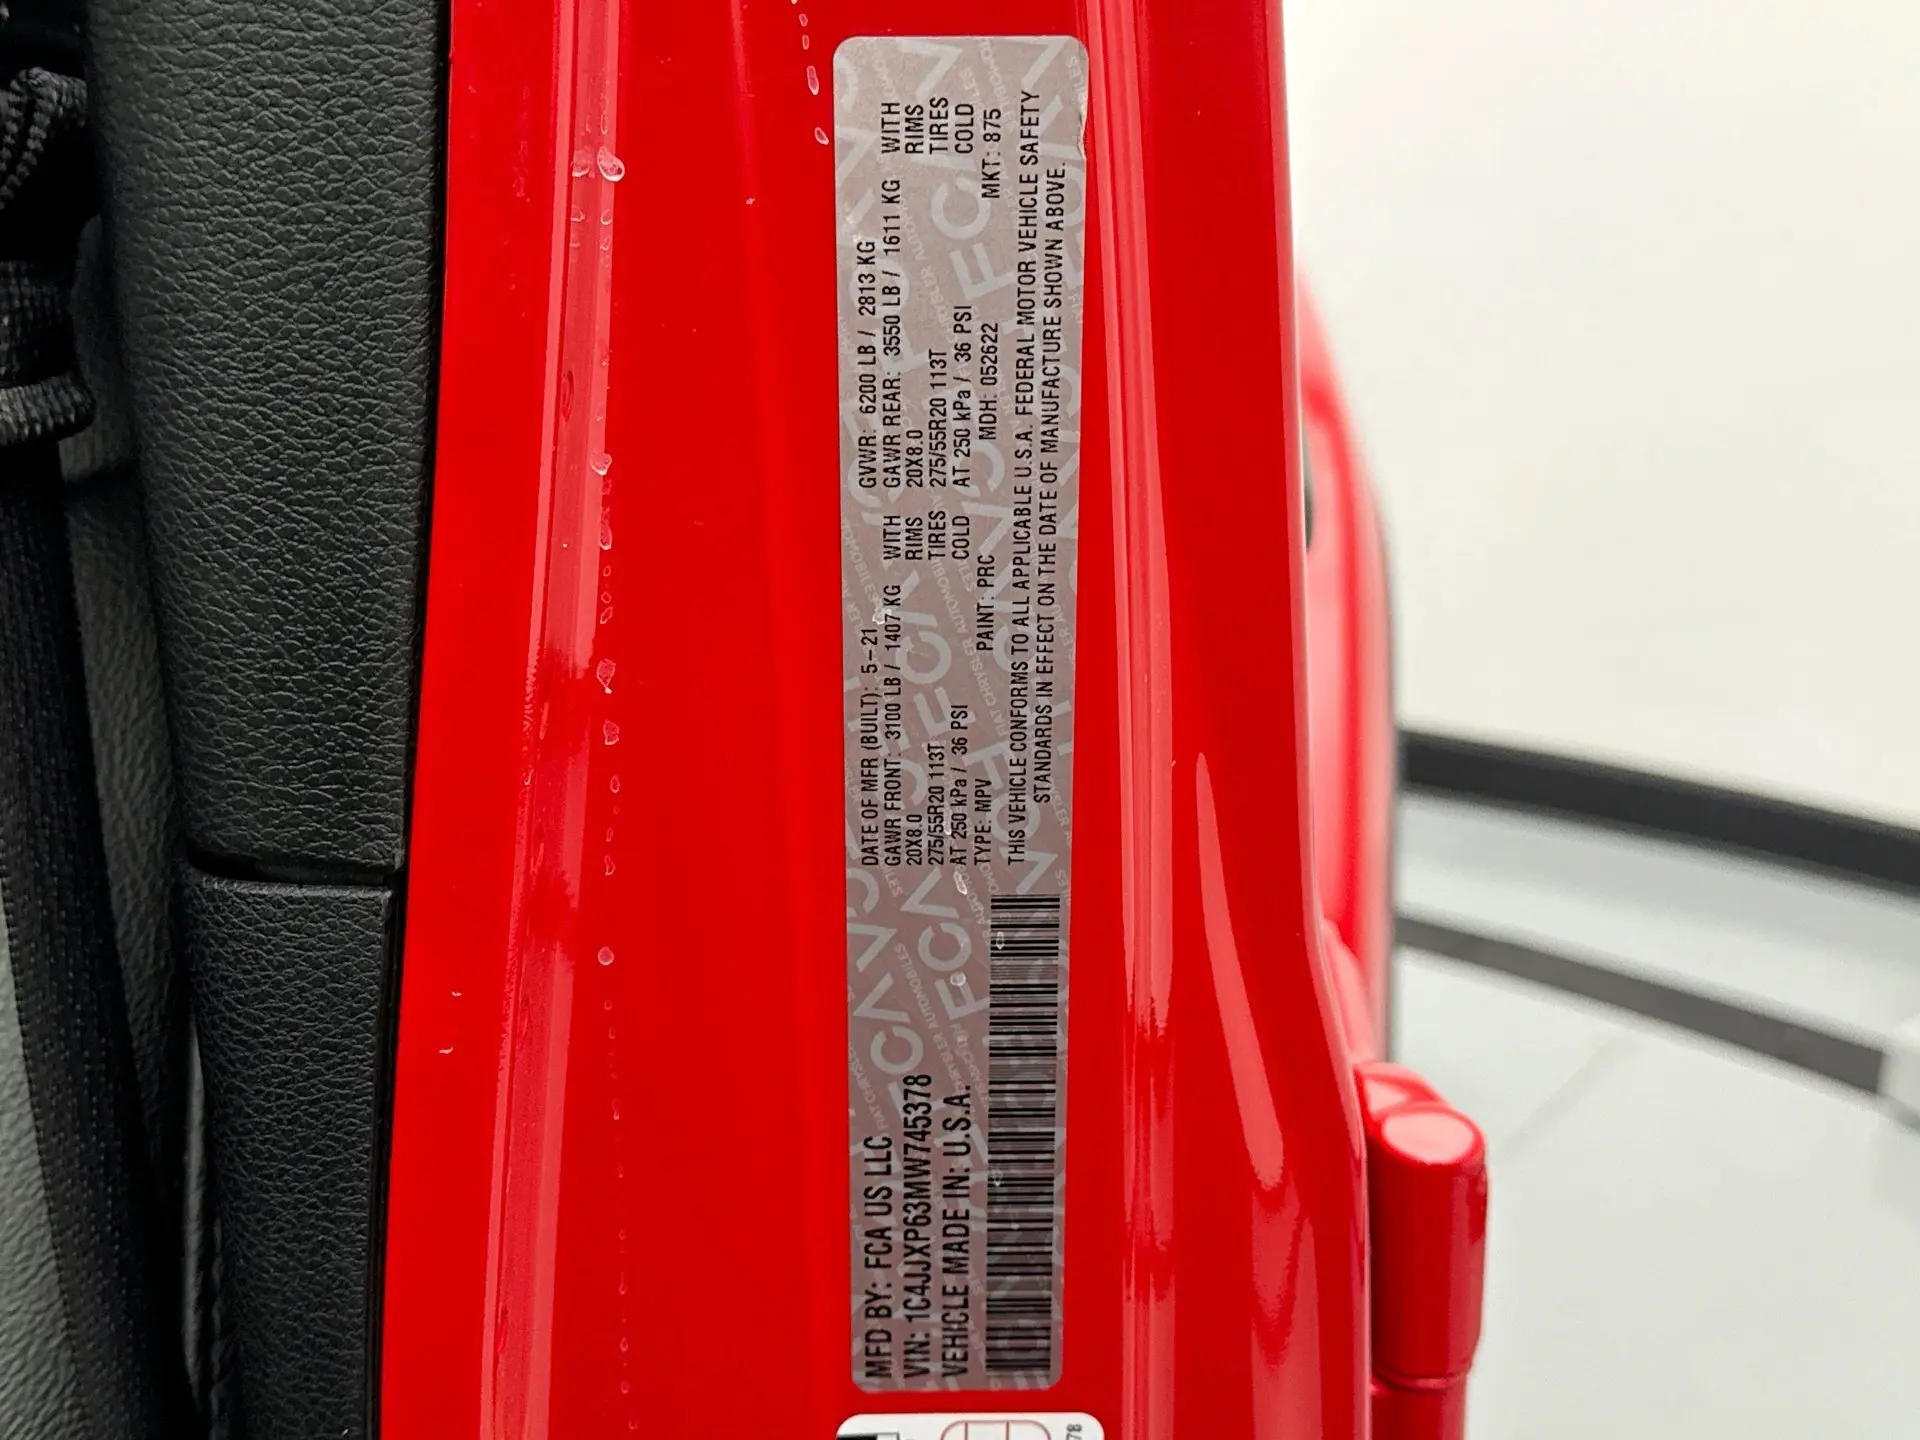 MFD BY: FCA US LLC
VIN: 1C4JJXP63MW745378
VEHICLE MADE IN: U.S.A.
DATE OF MFR (BUILT): 5-21 GVWR: 6200 LB / 2813 KG
GAWR FRONT: 3100 LB / 1407 KG WITH GAWR REAR: 3550 LB / 1611 KG WITH
20X8.0 RIMS 20X8.0 RIMS
275/55R20 113T TIRES 275/55R20 113T TIRES
AT 250 kPa / 36 PSI COLD AT 250 kPa / 36 PSI COLD
TYPE: MPV PAINT: PRC MDH: 052622 MKT: 875
THIS VEHICLE CONFORMS TO ALL APPLICABLE U.S.A. FEDERAL MOTOR VEHICLE SAFETY
STANDARDS IN EFFECT ON THE DATE OF MANUFACTURE SHOWN ABOVE.
78